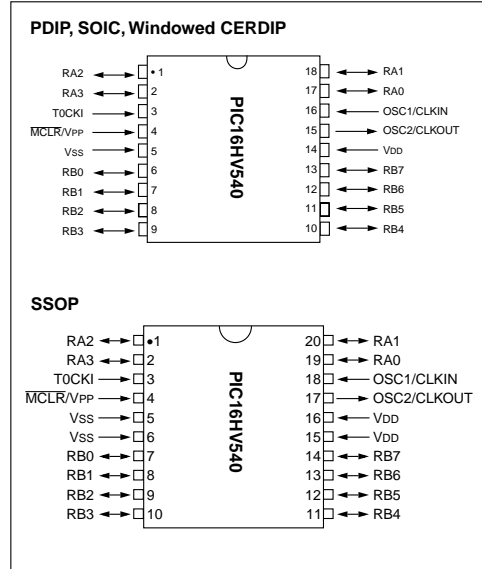 PDIP, SOIC, Windowed CERDIP
RA2 1 18 RA1
RA3 2 17 RA0
T0CKI 3 16 OSC1/CLKIN
MCLR/VPP 4 15 OSC2/CLKOUT
VSS 5 14 VDD
RB0 6 13 RB7
RB1 7 12 RB6
RB2 8 11 RB5
RB3 9 10 RB4
PIC16HV540
SSOP
RA2 1 20 RA1
RA3 2 19 RA0
T0CKI 3 18 OSC1/CLKIN
MCLR/VPP 4 17 OSC2/CLKOUT
VSS 5 16 VDD
VSS 6 15 VDD
RB0 7 14 RB7
RB1 8 13 RB6
RB2 9 12 RB5
RB3 10 11 RB4
PIC16HV540